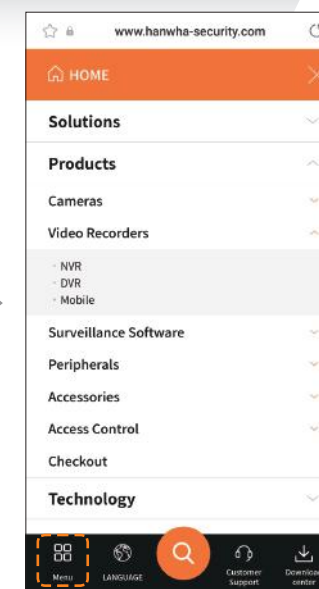 www.hanwha-security.com
HOME
Solutions
Products
Cameras
Video Recorders
- NVR
- DVR
- Mobile
Surveillance Software
Peripherals
Accessories
Access Control
Checkout
Technology
Menu
LANGUAGE
Customer
Support
Download
center